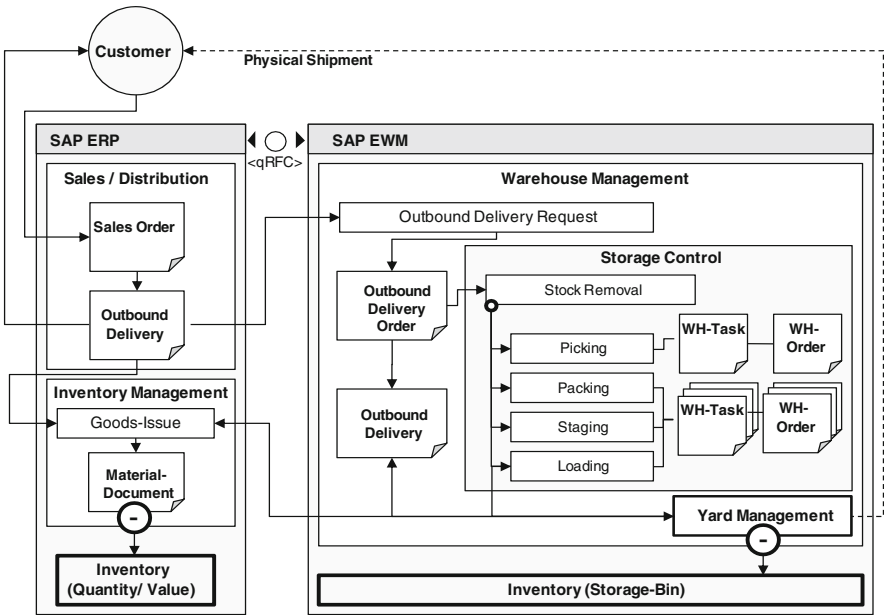 Customer
Physical Shipment
SAP ERP
<qRFC>
SAP EWM
Sales / Distribution
Sales Order
Outbound
Delivery
Inventory Management
Goods-Issue
Material-
Document
-
Inventory
(Quantity/ Value)
Warehouse Management
Outbound Delivery Request
Outbound
Delivery
Order
Outbound
Delivery
Storage Control
Stock Removal
Picking
WH-Task
WH-
Order
Packing
Staging
Loading
WH-Task
WH-
Order
Yard Management
-
Inventory (Storage-Bin)